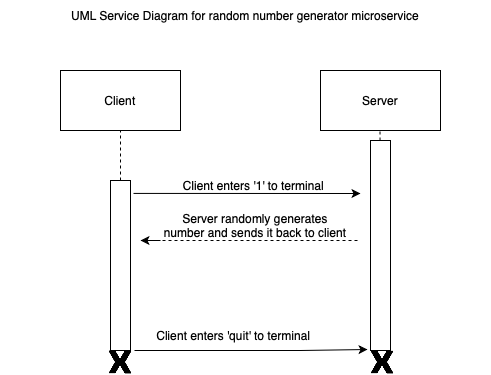 UML Service Diagram for random number generator microservice
Client
Server
Client enters '1' to terminal
Server randomly generates
number and sends it back to client
Client enters 'quit' to terminal